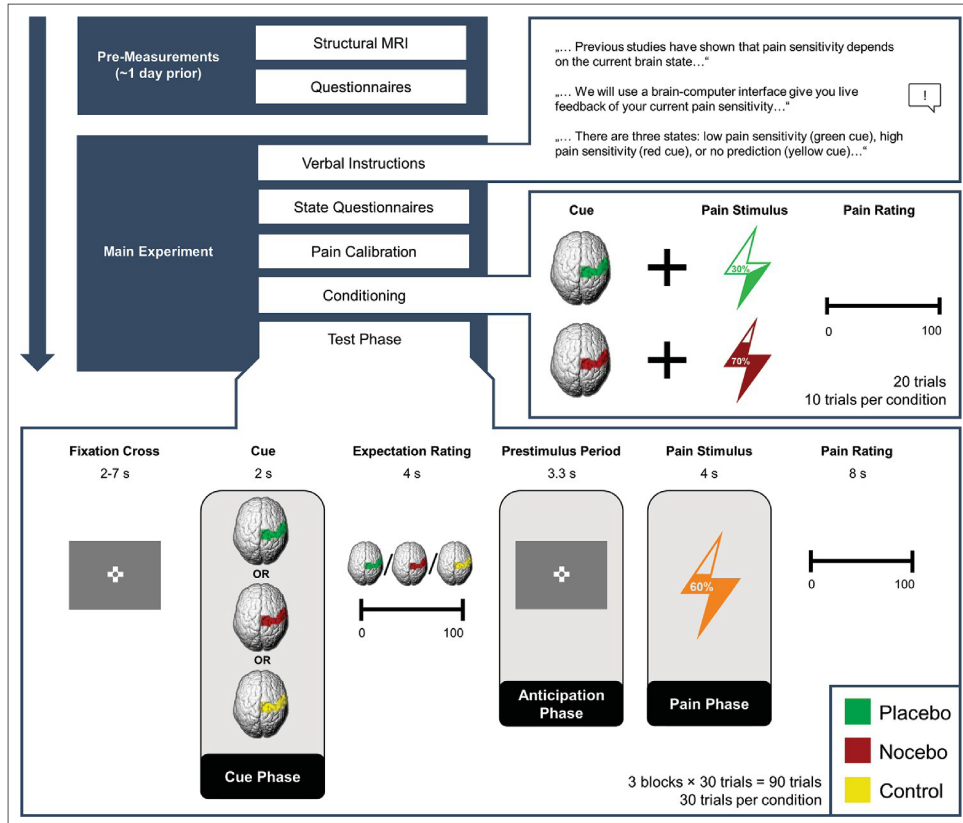 Pre-Measurements
(~1 day prior)
Structural MRI
Questionnaires
„… Previous studies have shown that pain sensitivity depends
on the current brain state…“
„… We will use a brain-computer interface give you live
feedback of your current pain sensitivity…“
!
„… There are three states: low pain sensitivity (green cue), high
pain sensitivity (red cue), or no prediction (yellow cue)…“
Main Experiment
Verbal Instructions
State Questionnaires
Pain Calibration
Conditioning
Test Phase
Cue
Pain Stimulus
Pain Rating
30%
70%
0
100
20 trials
10 trials per condition
Fixation Cross
2-7 s
Cue
2 s
OR
OR
Cue Phase
Expectation Rating
4 s
/
/
0
100
Prestimulus Period
3.3 s
Anticipation
Phase
Pain Stimulus
4 s
60%
Pain Phase
Pain Rating
8 s
0
100
3 blocks × 30 trials = 90 trials
30 trials per condition
Placebo
Nocebo
Control